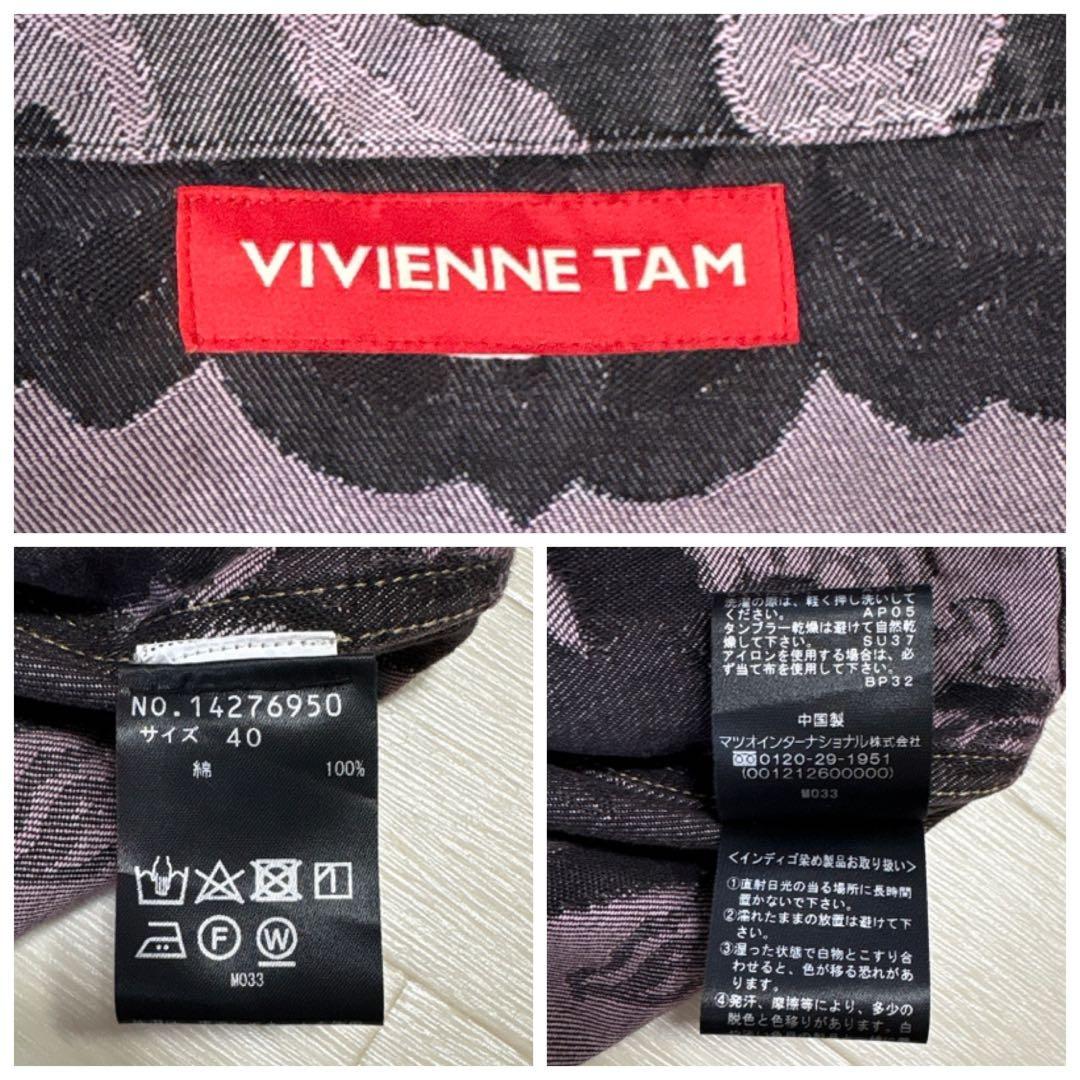 VIVIENNE TAM
NO.14276950
サイズ 40
綿 100%
F W
M033
洗濯の際は、軽く押し洗いして
ください。 AP05
タンブラー乾燥は避けて自然乾
燥して下さい。 SU37
アイロンを使用する場合は、必
ず当て布を使用して下さい。
BP32
中国製
マツオインターナショナル株式会社
0120-29-1951
(001212600000)
M033
<インディゴ染め製品お取り扱い>
①直射日光の当る場所に長時間
置かないで下さい。
②濡れたままの放置は避けて下
さい。
③湿った状態で白物とこすり合
わせると、色が移る恐れがあ
ります。
④発汗、摩擦等により、多少の
脱色と色移りがあります。白